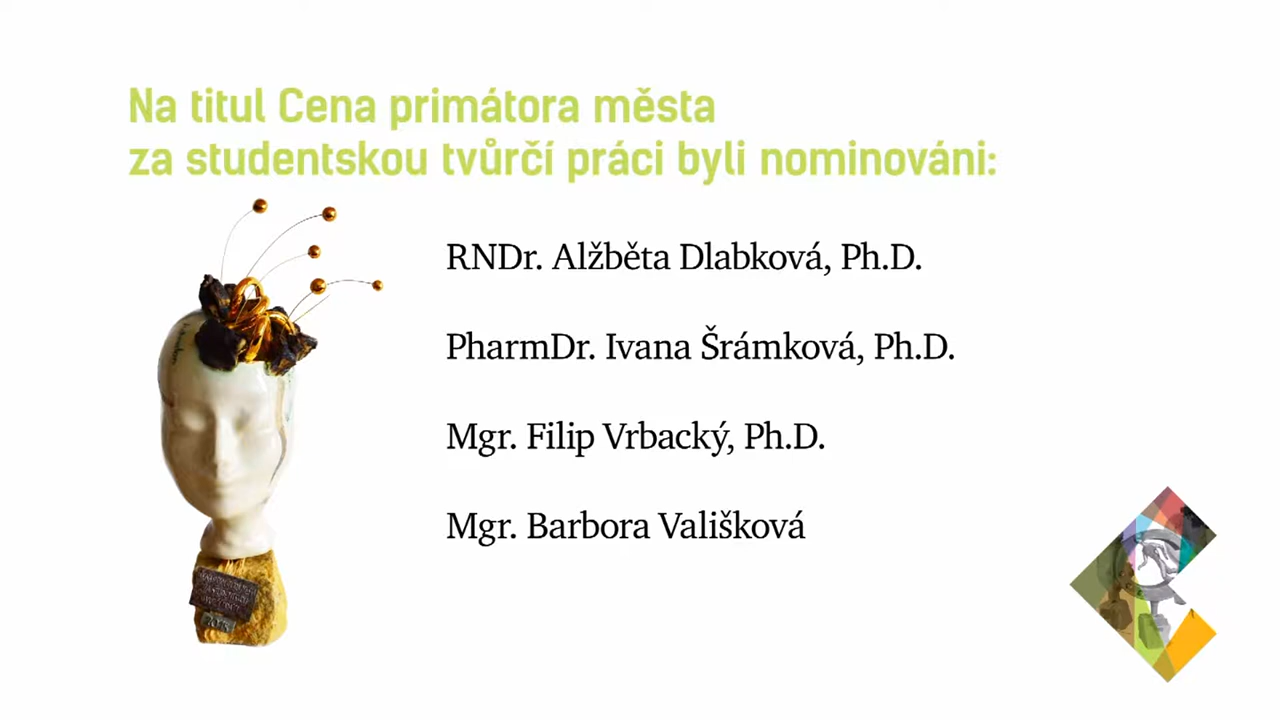 Na titul Cena primátora města
za studentskou tvůrčí práci byli nominováni:
RNDr. Alžběta Dlabková, Ph.D.
PharmDr. Ivana Šrámková, Ph.D.
Mgr. Filip Vrbacký, Ph.D.
Mgr. Barbora Vališková